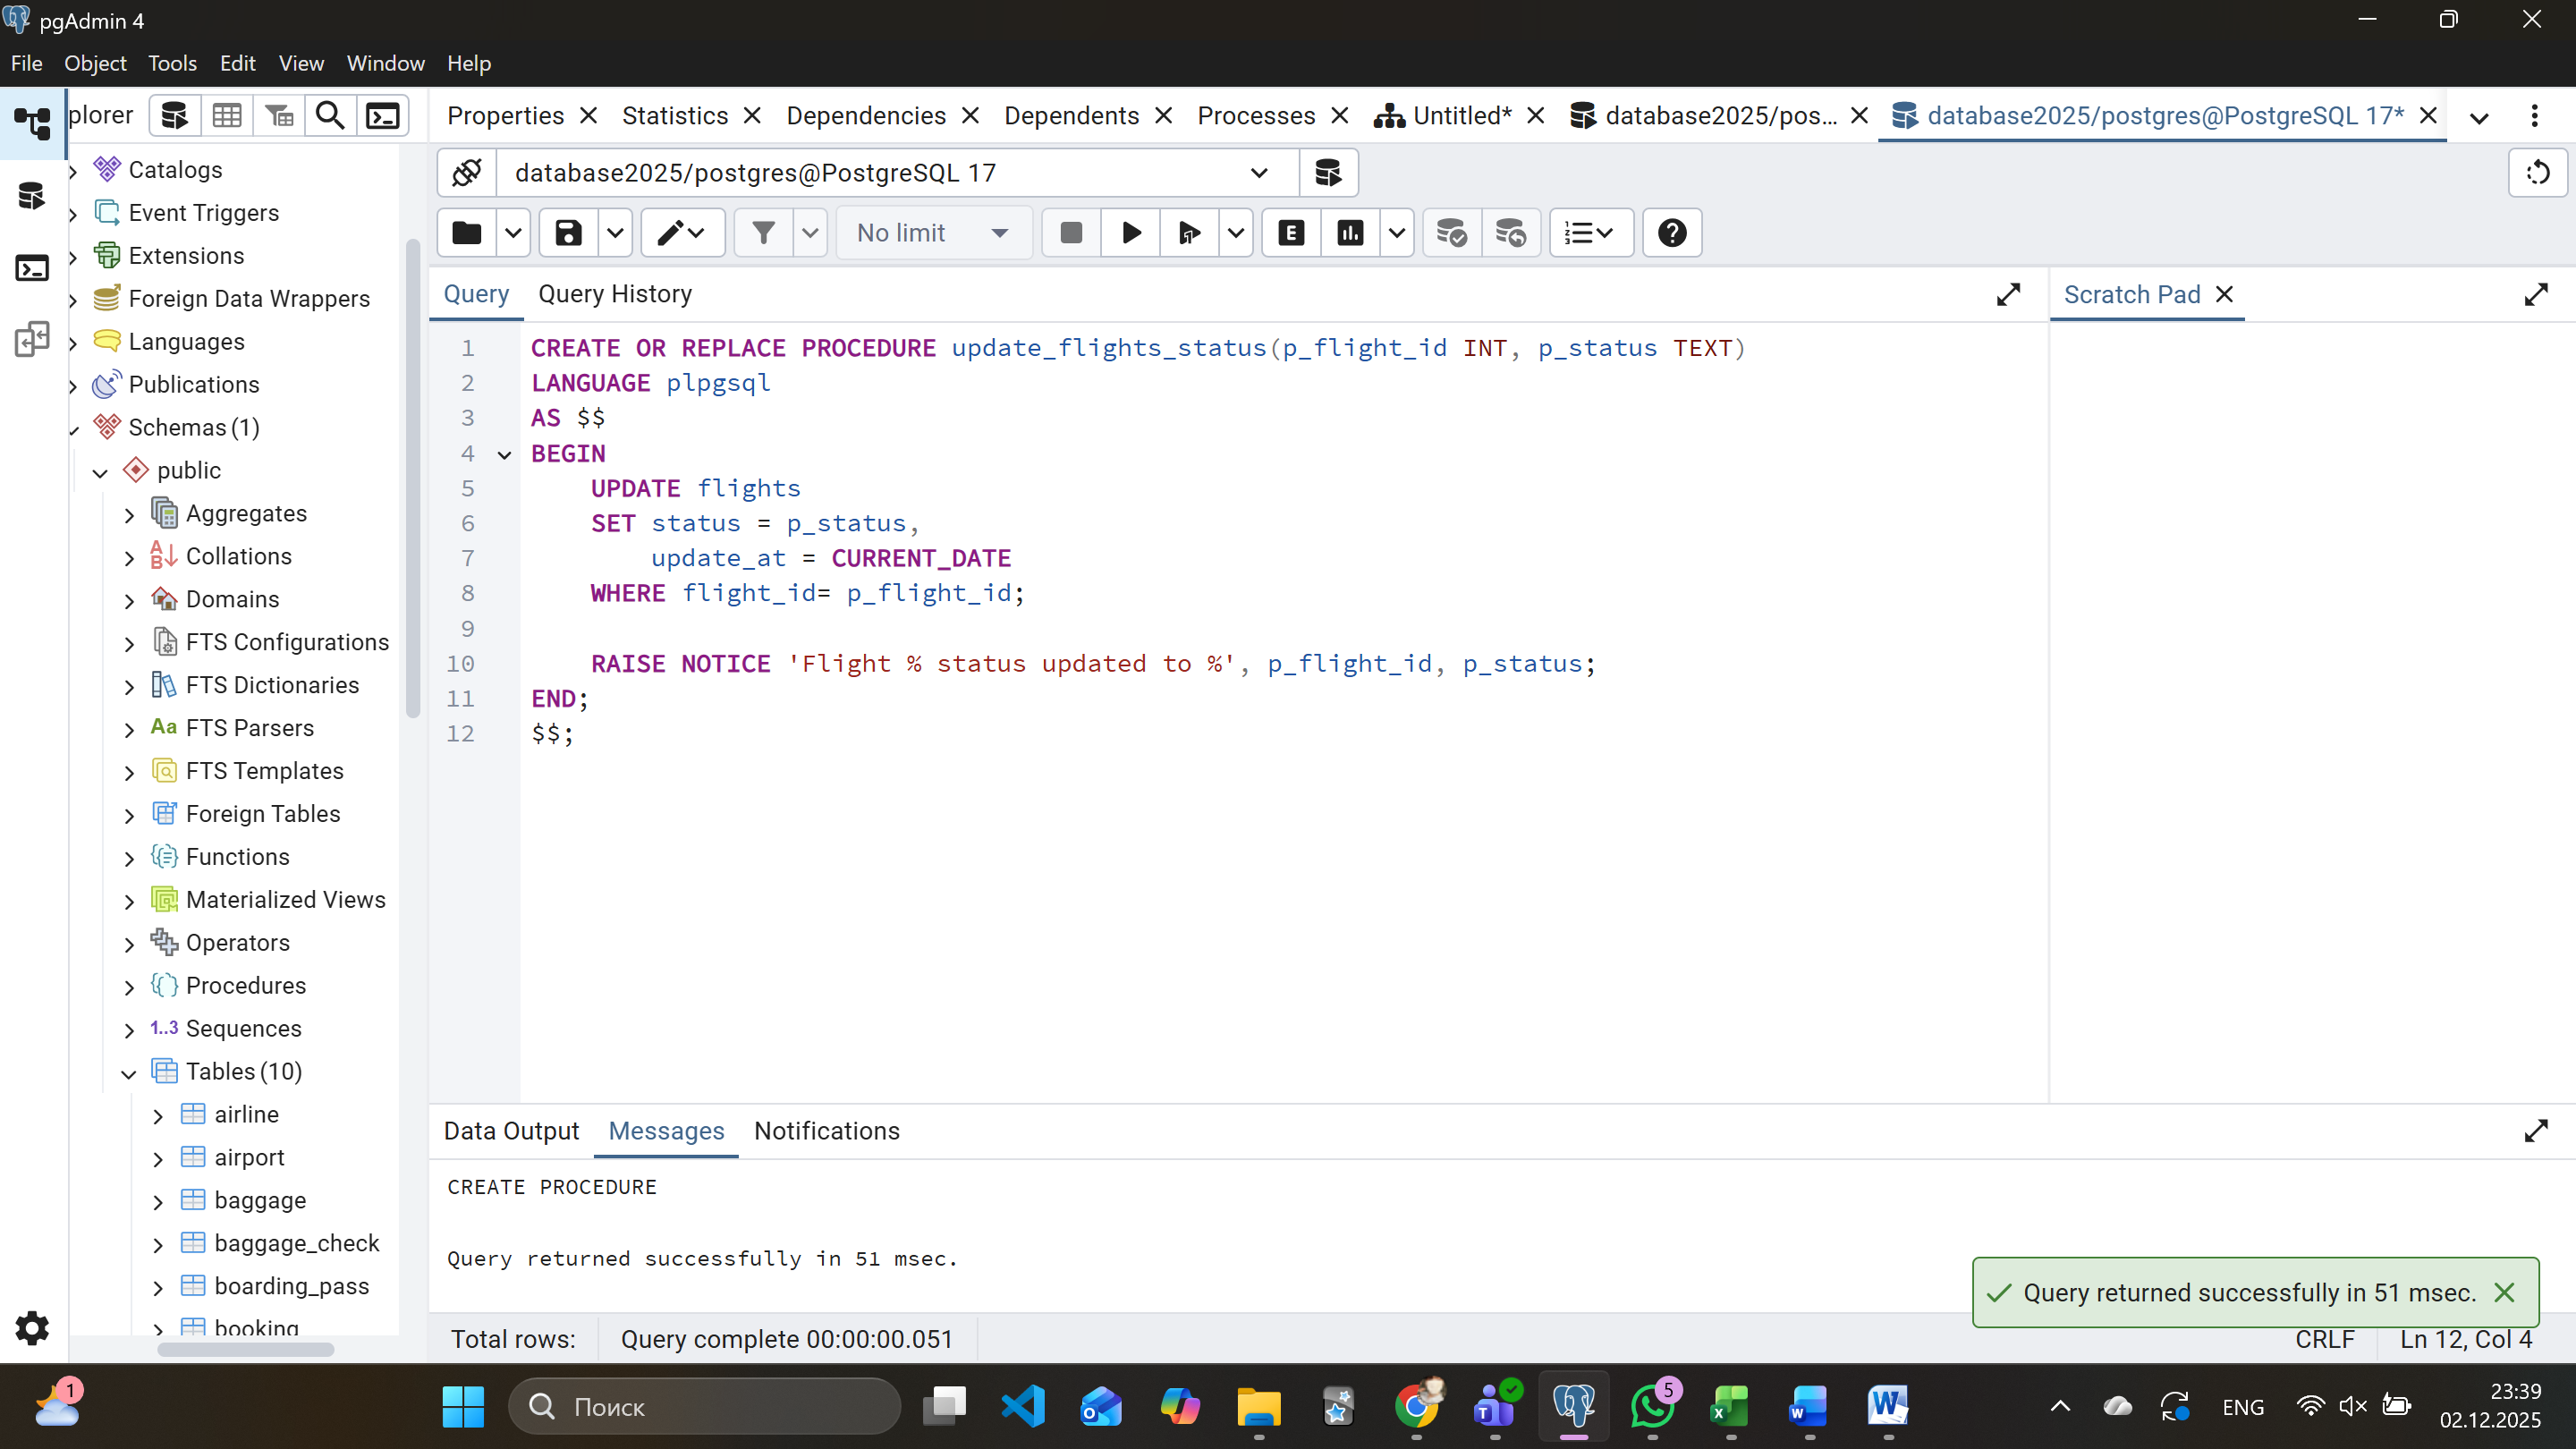 pgAdmin 4
File Object Tools Edit View Window Help
plorer
Properties Statistics Dependencies Dependents Processes Untitled* database2025/pos... database2025/postgres@PostgreSQL 17*
Catalogs
Event Triggers
Extensions
Foreign Data Wrappers
Languages
Publications
Schemas (1)
public
Aggregates
Collations
Domains
FTS Configurations
FTS Dictionaries
Aa FTS Parsers
FTS Templates
Foreign Tables
Functions
Materialized Views
Operators
Procedures
1..3 Sequences
Tables (10)
airline
airport
baggage
baggage_check
boarding_pass
booking
database2025/postgres@PostgreSQL 17
No limit
E
Query Query History
Scratch Pad
1 CREATE OR REPLACE PROCEDURE update_flights_status(p_flight_id INT, p_status TEXT)
2 LANGUAGE plpgsql
3 AS $$
4 BEGIN
5 UPDATE flights
6 SET status = p_status,
7 update_at = CURRENT_DATE
8 WHERE flight_id= p_flight_id;
9
10 RAISE NOTICE 'Flight % status updated to %', p_flight_id, p_status;
11 END;
12 $$;
Data Output Messages Notifications
CREATE PROCEDURE
Query returned successfully in 51 msec.
Query returned successfully in 51 msec.
Total rows: Query complete 00:00:00.051 CRLF Ln 12, Col 4
1
Поиск
5
ENG
23:39
02.12.2025